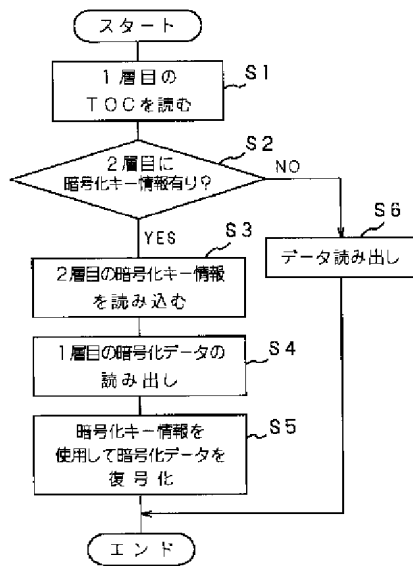 スタート
1層目の
TOCを読む
S1
2層目に
暗号化キー情報有り?
S2
NO
YES
2層目の暗号化キー情報
を読み込む
S3
データ読み出し
S6
1層目の暗号化データの
読み出し
S4
暗号化キー情報を
使用して暗号化データを
復号化
S5
エンド